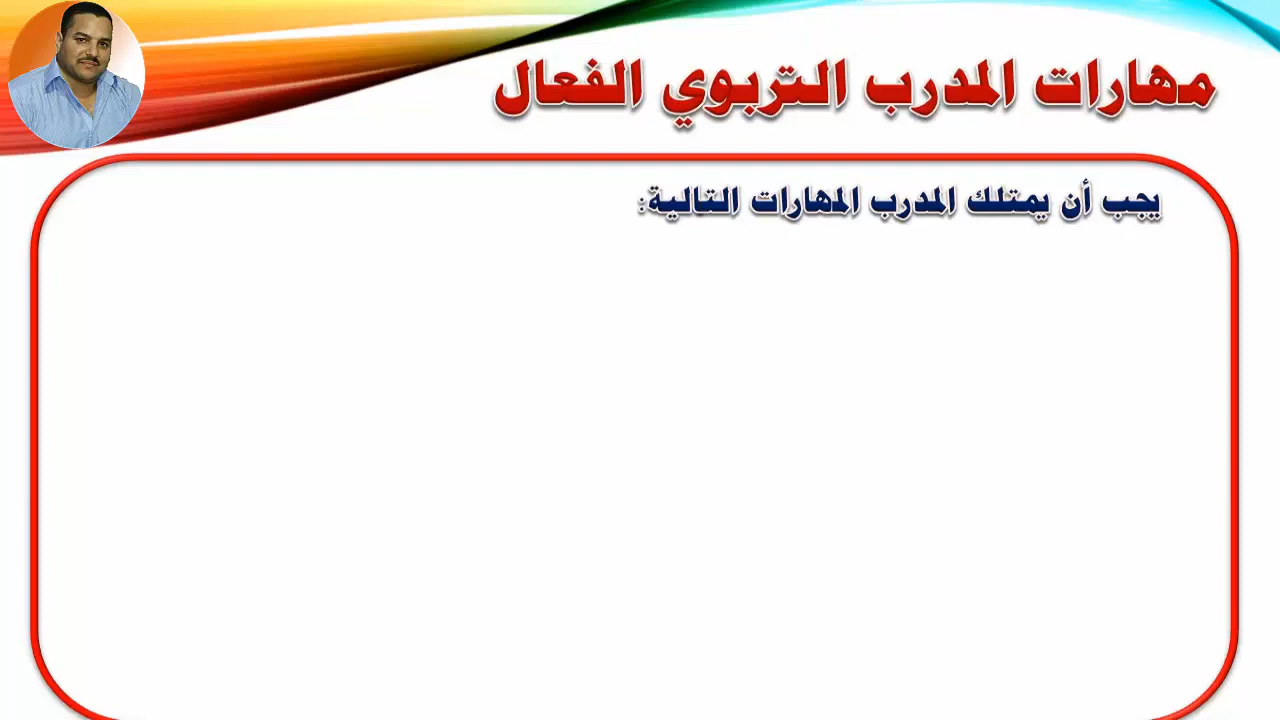 مهارات المدرب التربوي الفعال
يجب أن يمتلك المدرب المهارات التالية: